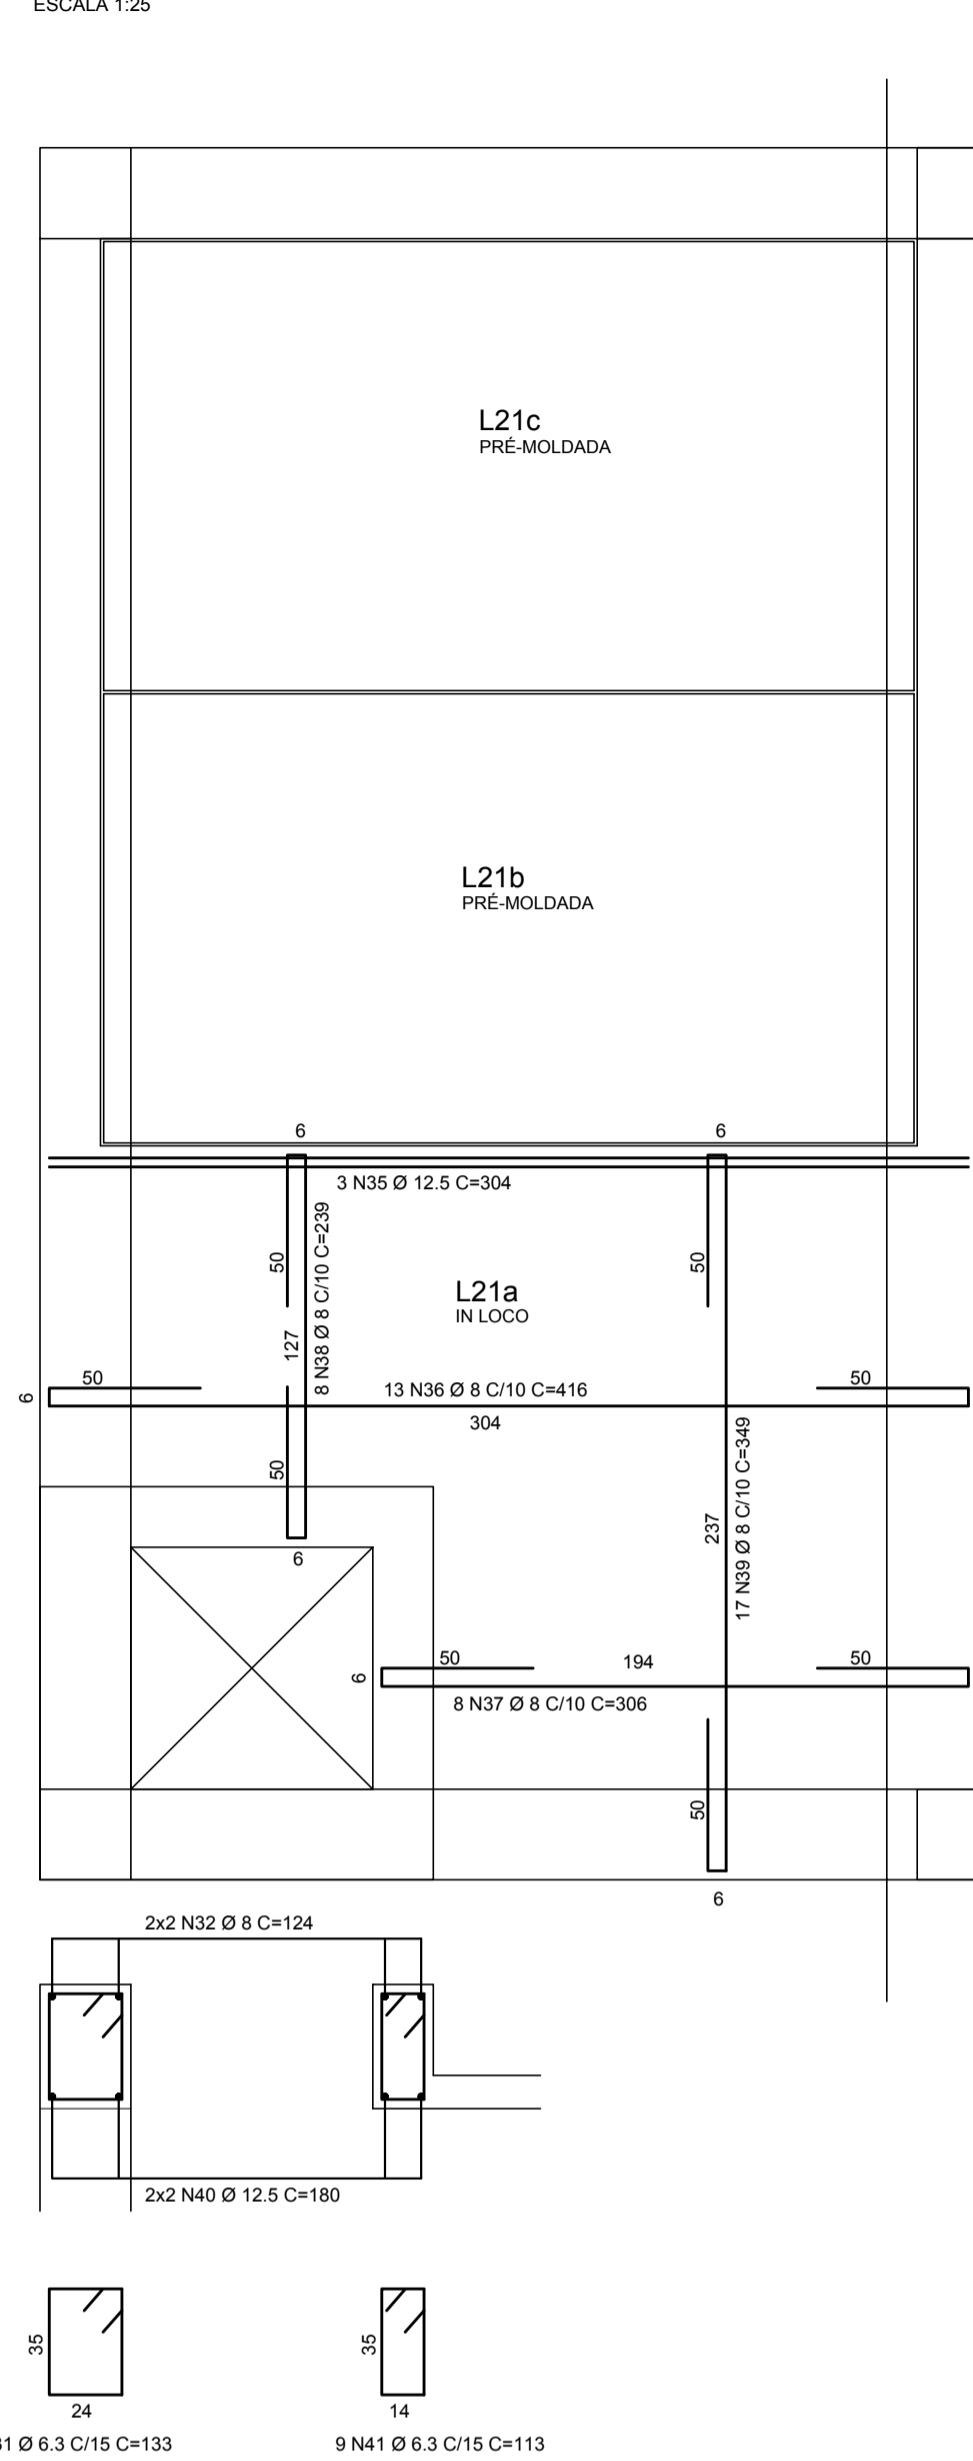 ESCALA 1:25
L21c
PRÉ-MOLDADA
L21b
PRÉ-MOLDADA
6
6
3 N35 Ø 12.5 C=304
50
8 N38 Ø 8 C/10 C=239
50
L21a
IN LOCO
127
50
13 N36 Ø 8 C/10 C=416
50
6
304
50
17 N39 Ø 8 C/10 C=349
237
6
50
194
50
6
8 N37 Ø 8 C/10 C=306
50
6
2x2 N32 Ø 8 C=124
2x2 N40 Ø 12.5 C=180
35
35
24
14
1 Ø 6.3 C/15 C=133
9 N41 Ø 6.3 C/15 C=113